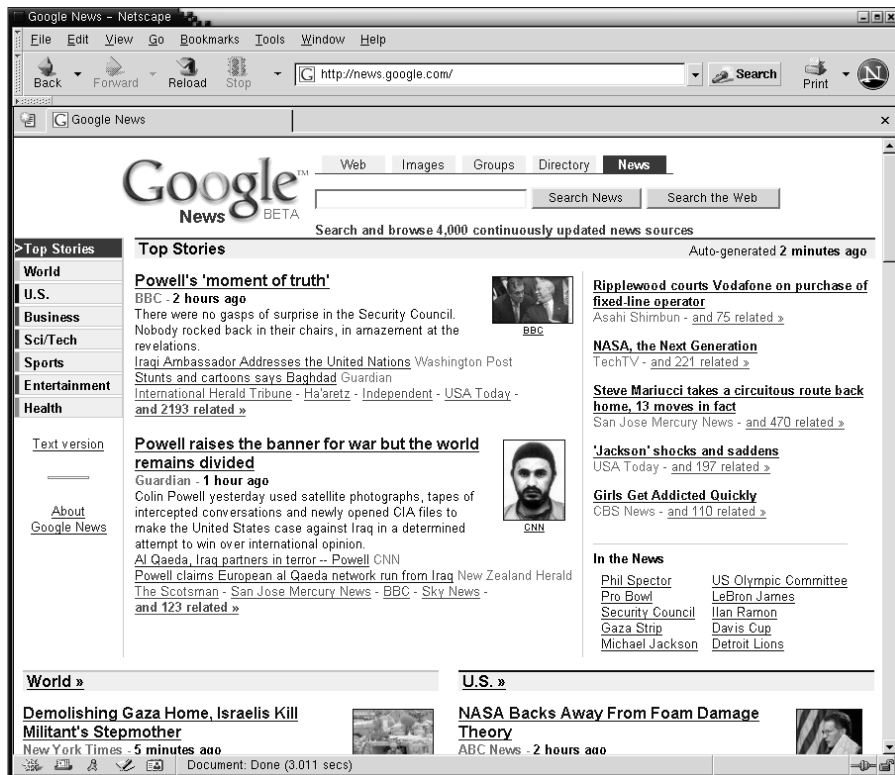 Google News - Netscape
File Edit View Go Bookmarks Tools Window Help
Back Forward Reload Stop http://news.google.com/ Search Print N
Google News
Web Images Groups Directory News
Google™
News BETA
Search News Search the Web
Search and browse 4,000 continuously updated news sources
>Top Stories
World
U.S.
Business
Sci/Tech
Sports
Entertainment
Health
Text version
About
Google News
Top Stories Auto-generated 2 minutes ago
Powell's 'moment of truth'
BBC - 2 hours ago
There were no gasps of surprise in the Security Council.
Nobody rocked back in their chairs, in amazement at the
revelations.
Iraqi Ambassador Addresses the United Nations Washington Post
Stunts and cartoons says Baghdad Guardian
International Herald Tribune - Ha'aretz - Independent - USA Today -
and 2193 related »
BBC
Powell raises the banner for war but the world
remains divided
Guardian - 1 hour ago
Colin Powell yesterday used satellite photographs, tapes of
intercepted conversations and newly opened CIA files to
make the United States case against Iraq in a determined
attempt to win over international opinion.
Al Qaeda, Iraq partners in terror -- Powell CNN
Powell claims European al Qaeda network run from Iraq New Zealand Herald
The Scotsman - San Jose Mercury News - BBC - Sky News -
and 123 related »
CNN
Ripplewood courts Vodafone on purchase of
fixed-line operator
Asahi Shimbun - and 75 related »
NASA, the Next Generation
TechTV - and 221 related »
Steve Mariucci takes a circuitous route back
home, 13 moves in fact
San Jose Mercury News - and 470 related »
'Jackson' shocks and saddens
USA Today - and 197 related »
Girls Get Addicted Quickly
CBS News - and 110 related »
In the News
Phil Spector US Olympic Committee
Pro Bowl LeBron James
Security Council Ilan Ramon
Gaza Strip Davis Cup
Michael Jackson Detroit Lions
World »
Demolishing Gaza Home, Israelis Kill
Militant's Stepmother
New York Times - 5 minutes ago
U.S. »
NASA Backs Away From Foam Damage
Theory
ABC News - 2 hours ago
Document: Done (3.011 secs)